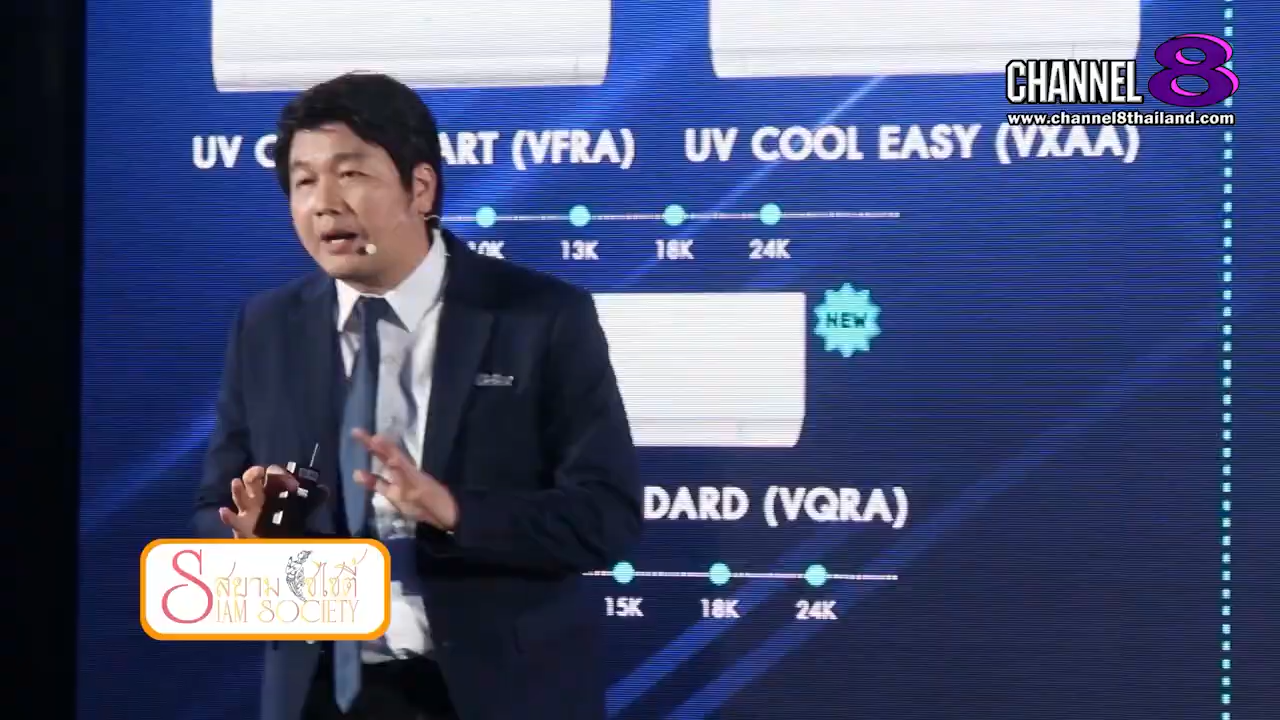 CHANNEL 8
www.channel8thailand.com
UV C ART (VFRA)
UV COOL EASY (VXAA)
10K 13K 18K 24K
NEW
DARD (VQRA)
15K 18K 24K
สยามโซไซตี้
SIAM SOCIETY